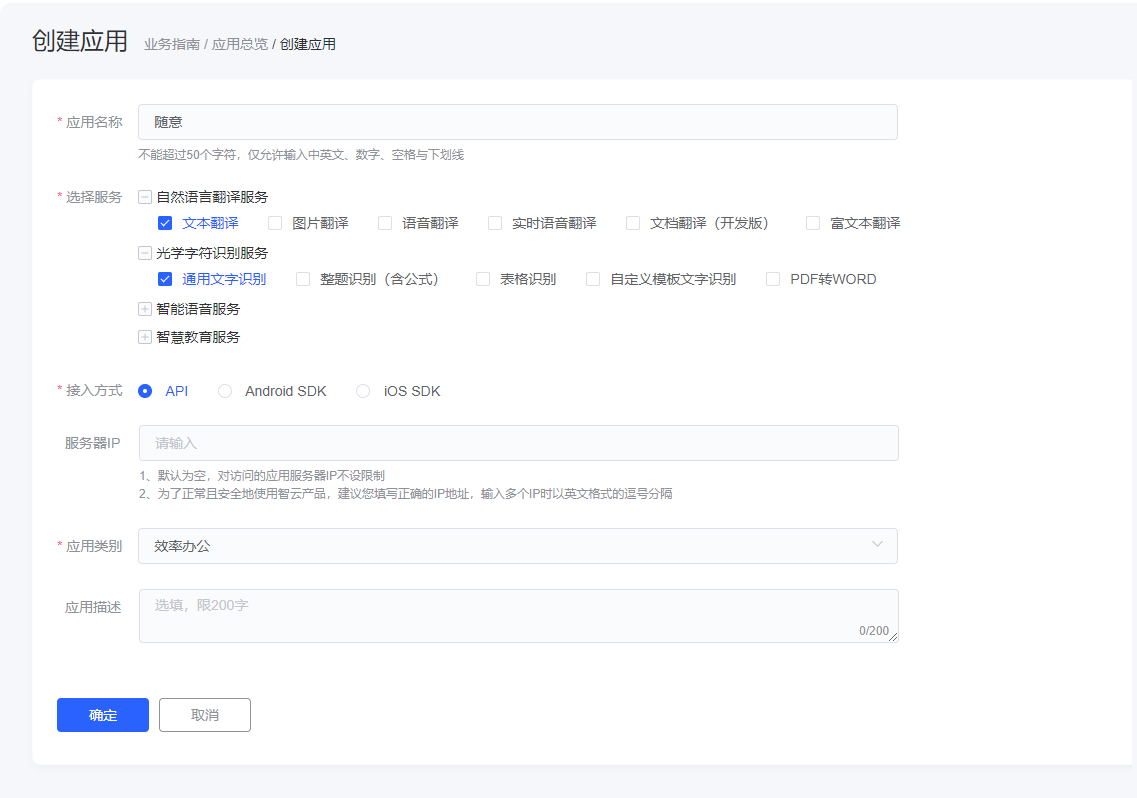 创建应用 业务指南 / 应用总览 / 创建应用
* 应用名称 随意
不能超过50个字符，仅允许输入中英文、数字、空格与下划线
* 选择服务 自然语言翻译服务
文本翻译 图片翻译 语音翻译 实时语音翻译 文档翻译（开发版） 富文本翻译
光学字符识别服务
通用文字识别 整题识别（含公式） 表格识别 自定义模板文字识别 PDF转WORD
智能语音服务
智慧教育服务
* 接入方式 API Android SDK iOS SDK
服务器IP 请输入
1、默认为空，对访问的应用服务器IP不设限制
2、为了正常且安全地使用智云产品，建议您填写正确的IP地址，输入多个IP时以英文格式的逗号分隔
* 应用类别 效率办公
应用描述 选填，限200字
0/200
确定 取消